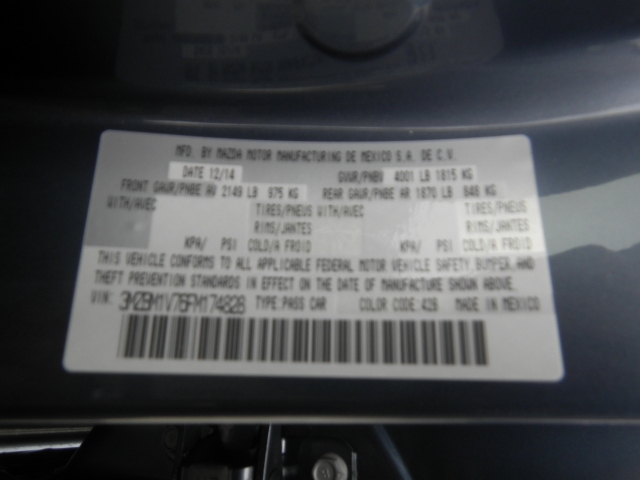 MFD. BY MAZDA MOTOR MANUFACTURING DE MEXICO S.A. DE C.V.
DATE 12/14 GVWR/PNBV 4001 LB 1815 KG
FRONT GAWR/PNBE AV 2149 LB 975 KG REAR GAWR/PNBE AR 1870 LB 848 KG
WITH/AVEC TIRES/PNEUS WITH/AVEC TIRES/PNEUS
RIMS/JANTES RIMS/JANTES
KPA/ PSI COLD/A FROID KPA/ PSI COLD/A FROID
THIS VEHICLE CONFORMS TO ALL APPLICABLE FEDERAL MOTOR VEHICLE SAFETY, BUMPER, AND
THEFT PREVENTION STANDARDS IN EFFECT ON THE DATE OF MANUFACTURE SHOWN ABOVE.
VIN: 3MZBM1V76FM174828 TYPE:PASS CAR COLOR CODE:42B MADE IN MEXICO